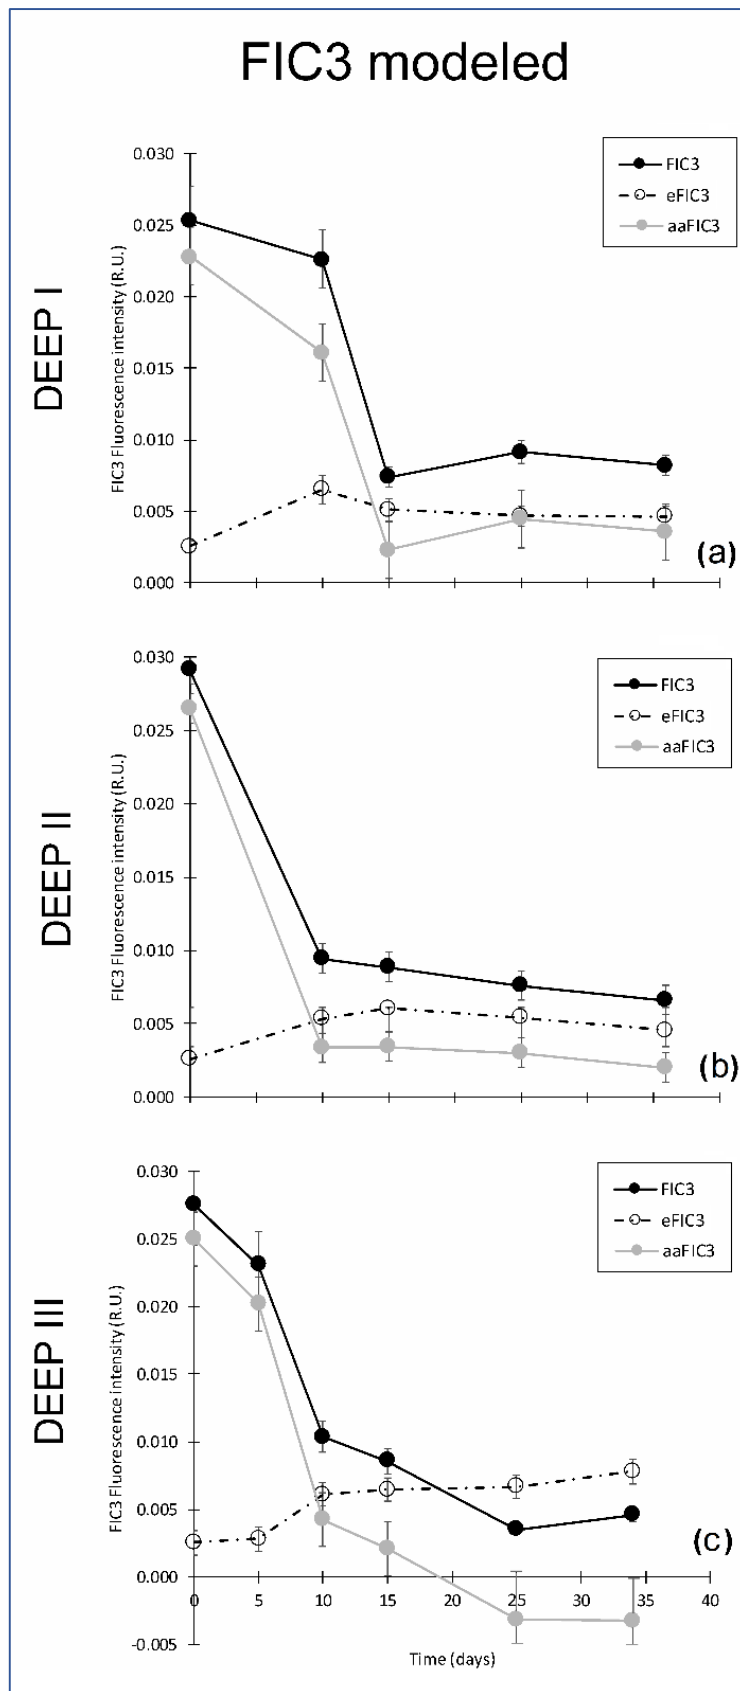 FIC3 modeled
DEEP I
FIC3 Fluorescence intensity (R.U.)
0.030
0.025
0.020
0.015
0.010
0.005
0.000
FIC3
eFIC3
aaFIC3
(a)
DEEP II
FIC3 Fluorescence intensity (R.U.)
0.030
0.025
0.020
0.015
0.010
0.005
0.000
FIC3
eFIC3
aaFIC3
(b)
DEEP III
FIC3 Fluorescence intensity (R.U.)
0.030
0.025
0.020
0.015
0.010
0.005
0.000
-0.005
FIC3
eFIC3
aaFIC3
(c)
0 5 10 15 20 25 30 35 40
Time (days)